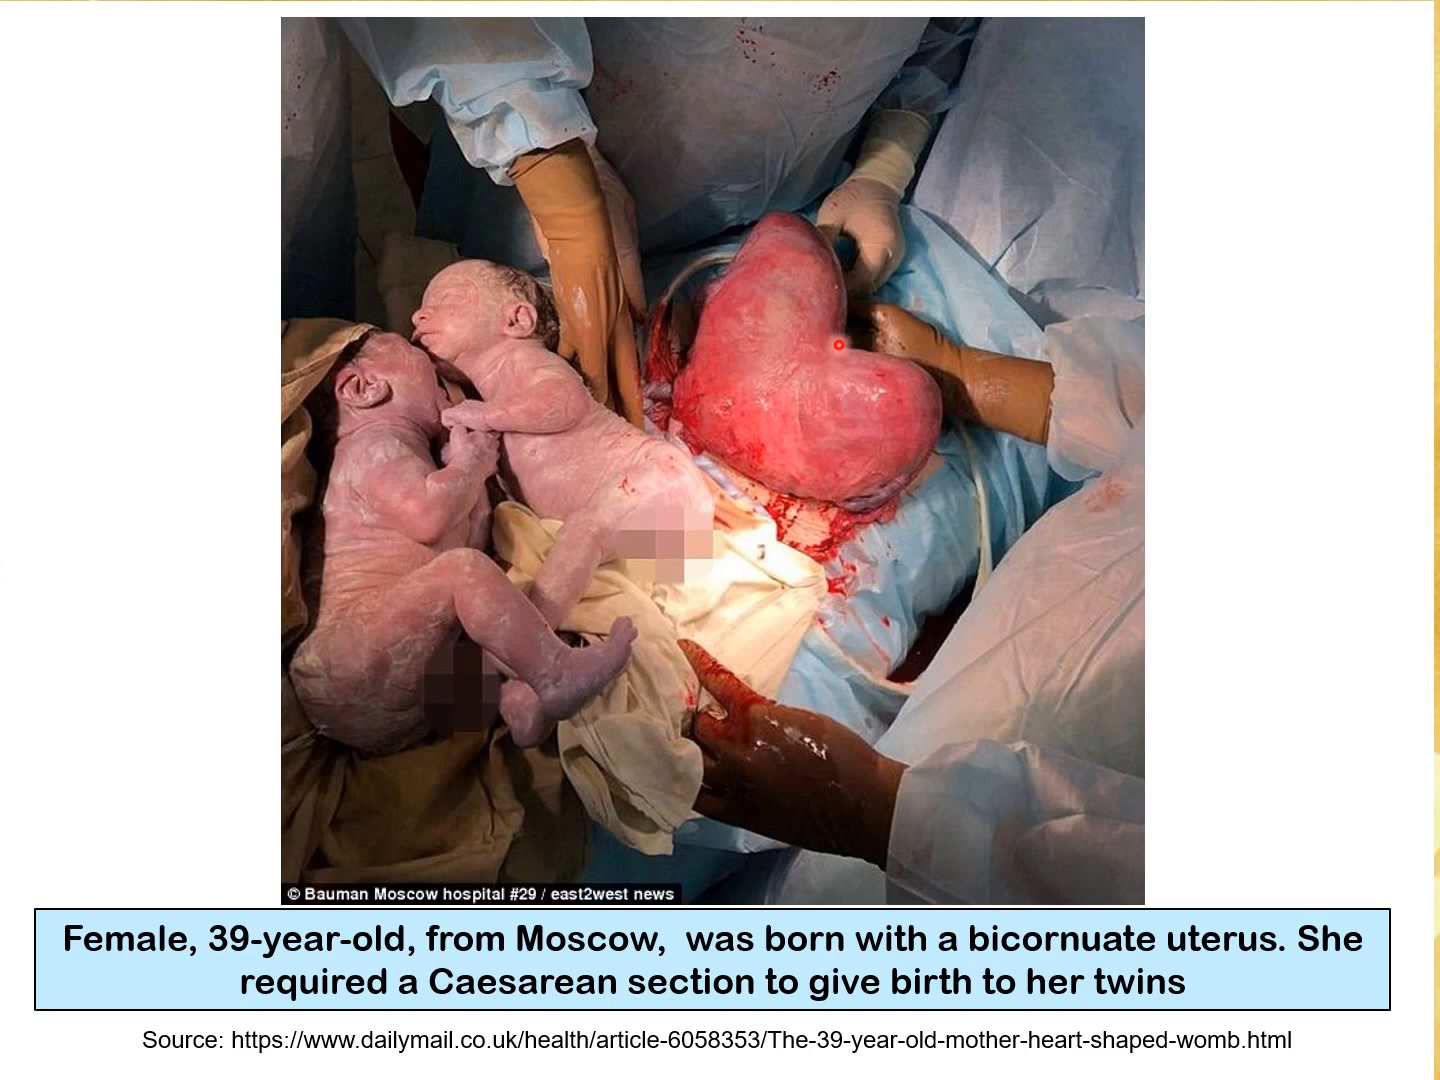 © Bauman Moscow hospital #29 / east2west news
Female, 39-year-old, from Moscow,  was born with a bicornuate uterus. She
required a Caesarean section to give birth to her twins
Source: https://www.dailymail.co.uk/health/article-6058353/The-39-year-old-mother-heart-shaped-womb.html